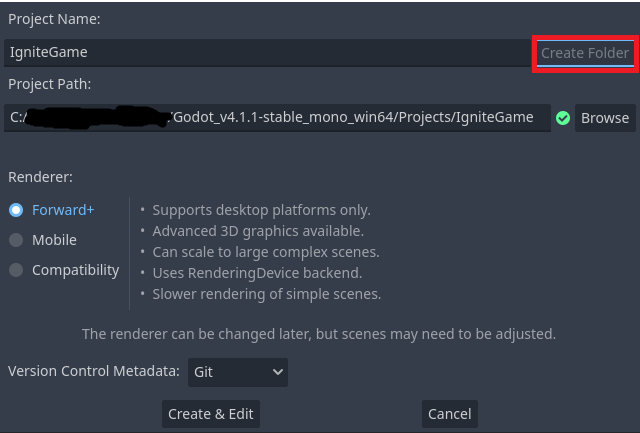 Project Name:
IgniteGame Create Folder
Project Path:
C:/ /Godot_v4.1.1-stable_mono_win64/Projects/IgniteGame Browse
Renderer:
Forward+
Mobile
Compatibility
• Supports desktop platforms only.
• Advanced 3D graphics available.
• Can scale to large complex scenes.
• Uses RenderingDevice backend.
• Slower rendering of simple scenes.
The renderer can be changed later, but scenes may need to be adjusted.
Version Control Metadata: Git
Create & Edit Cancel